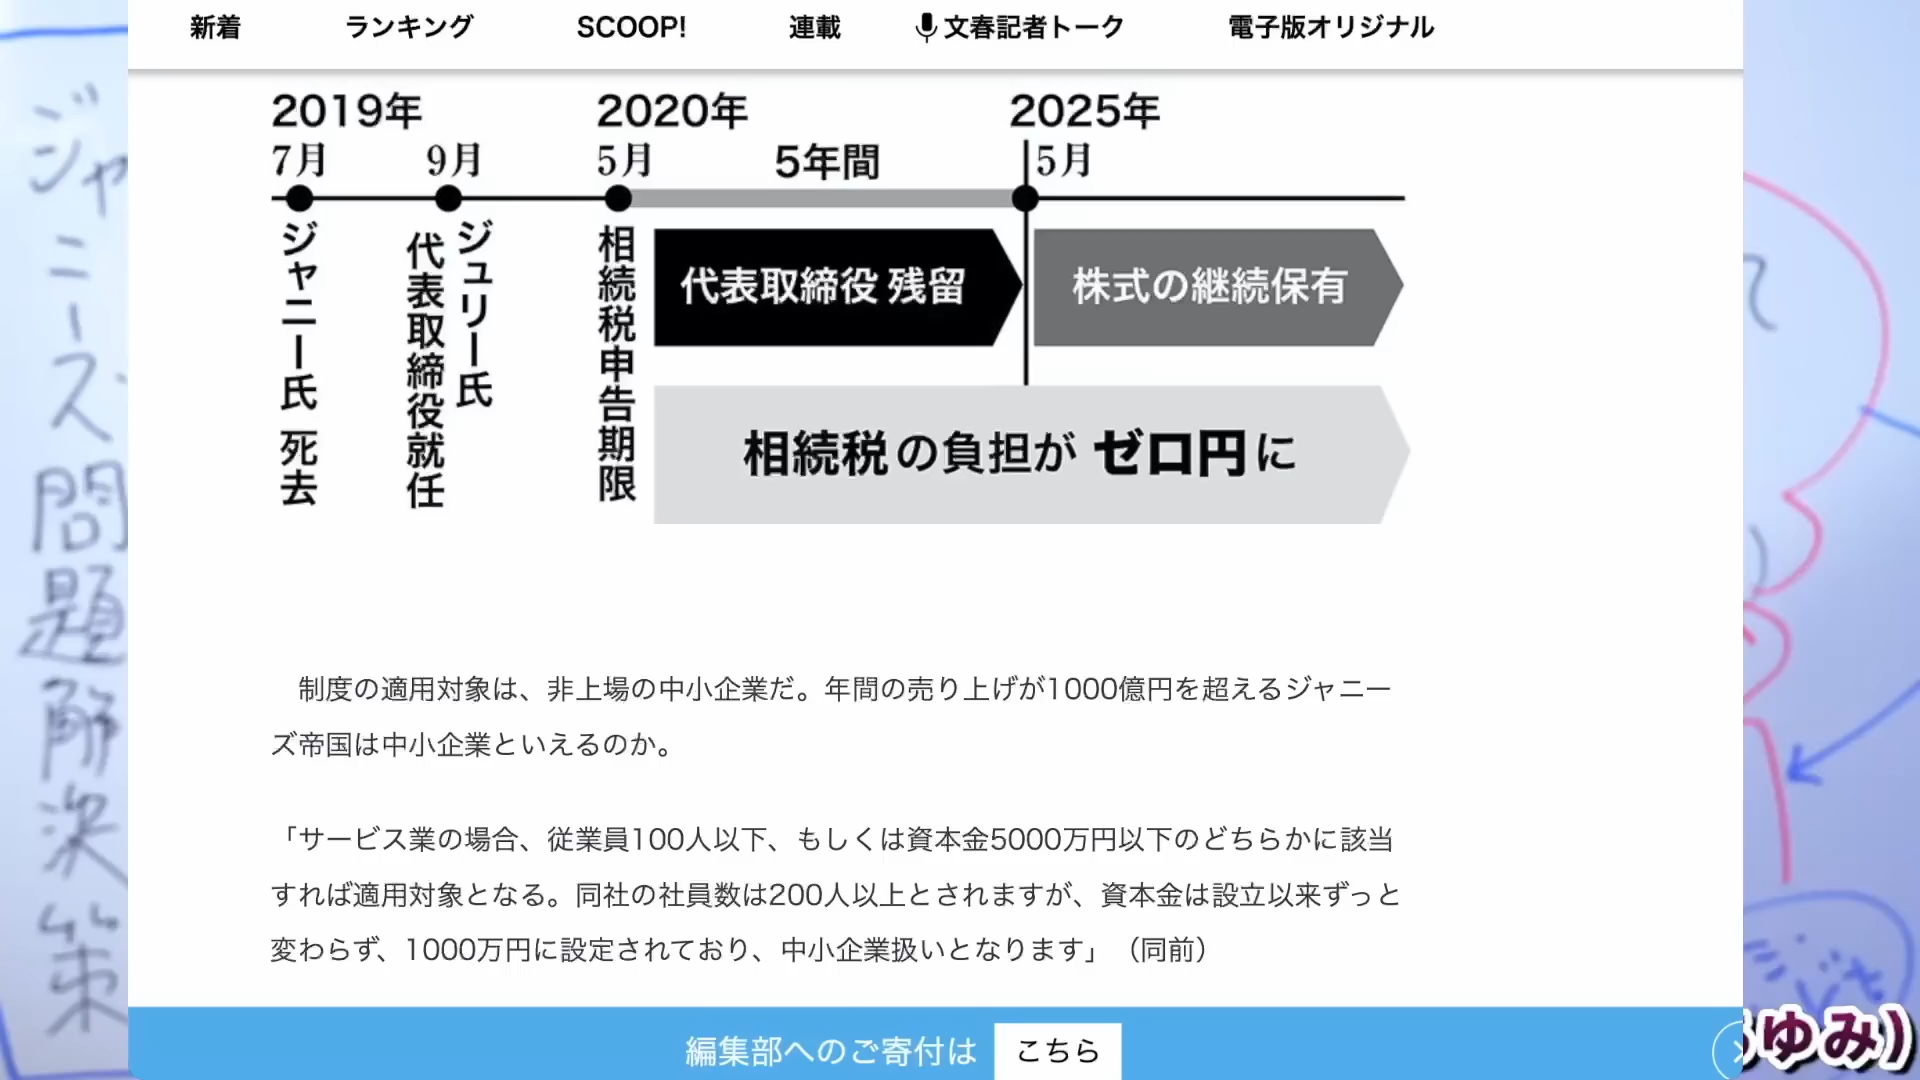 新着 ランキング SCOOP! 連載 文春記者トーク 電子版オリジナル
2019年 2020年 2025年
7月 9月 5月 5年間 5月
ジャニー氏 死去
ジュリー氏
代表取締役就任
相続税申告期限
代表取締役 残留
株式の継続保有
相続税の負担が ゼロ円に
制度の適用対象は、非上場の中小企業だ。年間の売り上げが1000億円を超えるジャニー
ズ帝国は中小企業といえるのか。
「サービス業の場合、従業員100人以下、もしくは資本金5000万円以下のどちらかに該当
すれば適用対象となる。同社の社員数は200人以上とされますが、資本金は設立以来ずっと
変わらず、1000万円に設定されており、中小企業扱いとなります」（同前）
編集部へのご寄付は こちら
ジャニーズ問題解決策
ゆみ)